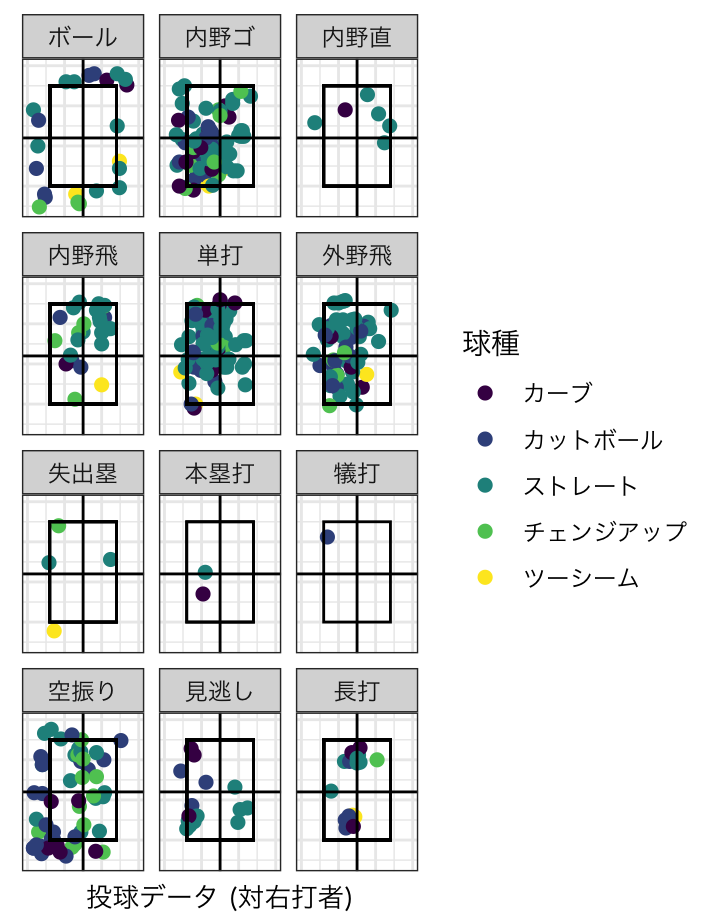 ボール
内野ゴ
内野直
内野飛
単打
外野飛
失出塁
本塁打
犠打
空振り
見逃し
長打
球種
カーブ
カットボール
ストレート
チェンジアップ
ツーシーム
投球データ (対右打者)